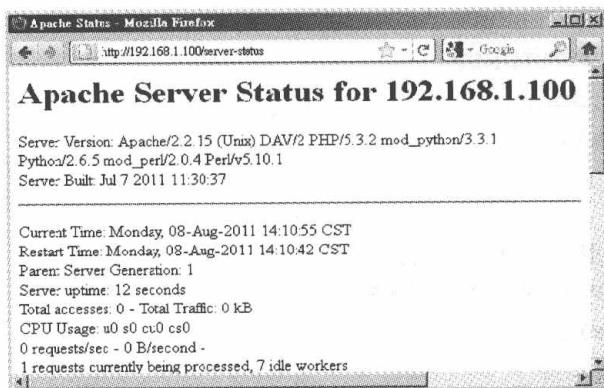 Apache Status - Mozilla Firefox
http://192.168.1.100/server-status
Google
Apache Server Status for 192.168.1.100
Server Version: Apache/2.2.15 (Unix) DAV/2 PHP/5.3.2 mod_python/3.3.1
Python/2.6.5 mod_perl/2.0.4 Perl/v5.10.1
Server Built: Jul 7 2011 11:30:37
Current Time: Monday, 08-Aug-2011 14:10:55 CST
Restart Time: Monday, 08-Aug-2011 14:10:42 CST
Parent Server Generation: 1
Server uptime: 12 seconds
Total accesses: 0 - Total Traffic: 0 kB
CPU Usage: u0 s0 cu0 cs0
0 requests/sec - 0 B/second -
1 requests currently being processed, 7 idle workers